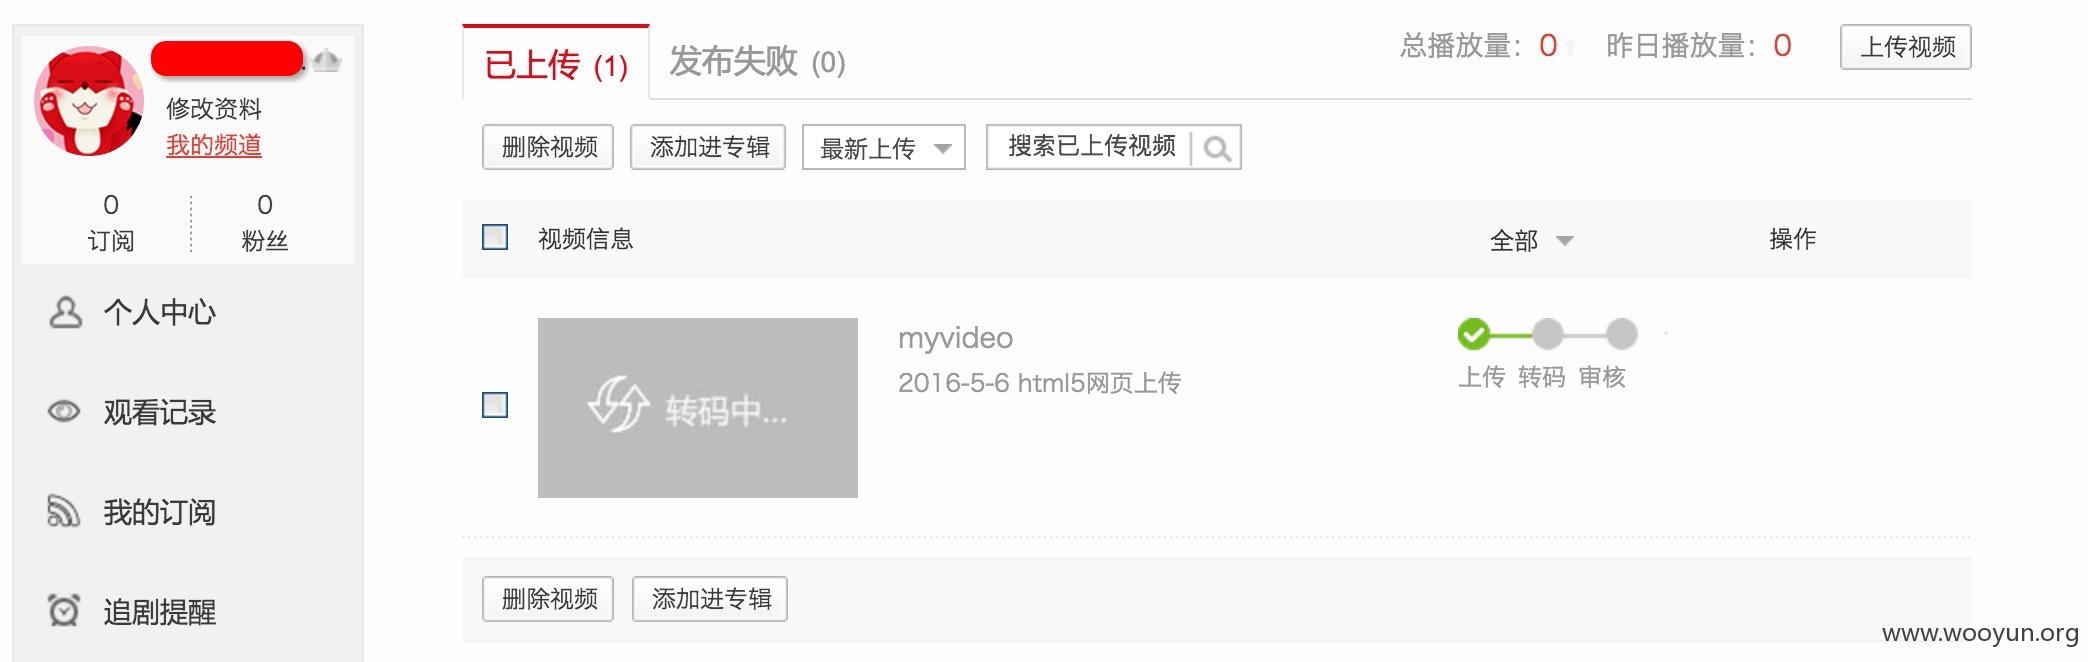 修改资料
我的频道
0
订阅
0
粉丝
个人中心
观看记录
我的订阅
追剧提醒
已上传 (1)
发布失败 (0)
总播放量：0
昨日播放量：0
上传视频
删除视频
添加进专辑
最新上传
搜索已上传视频
视频信息
全部
操作
转码中...
myvideo
2016-5-6 html5网页上传
上传 转码 审核
删除视频
添加进专辑
www.wooyun.org